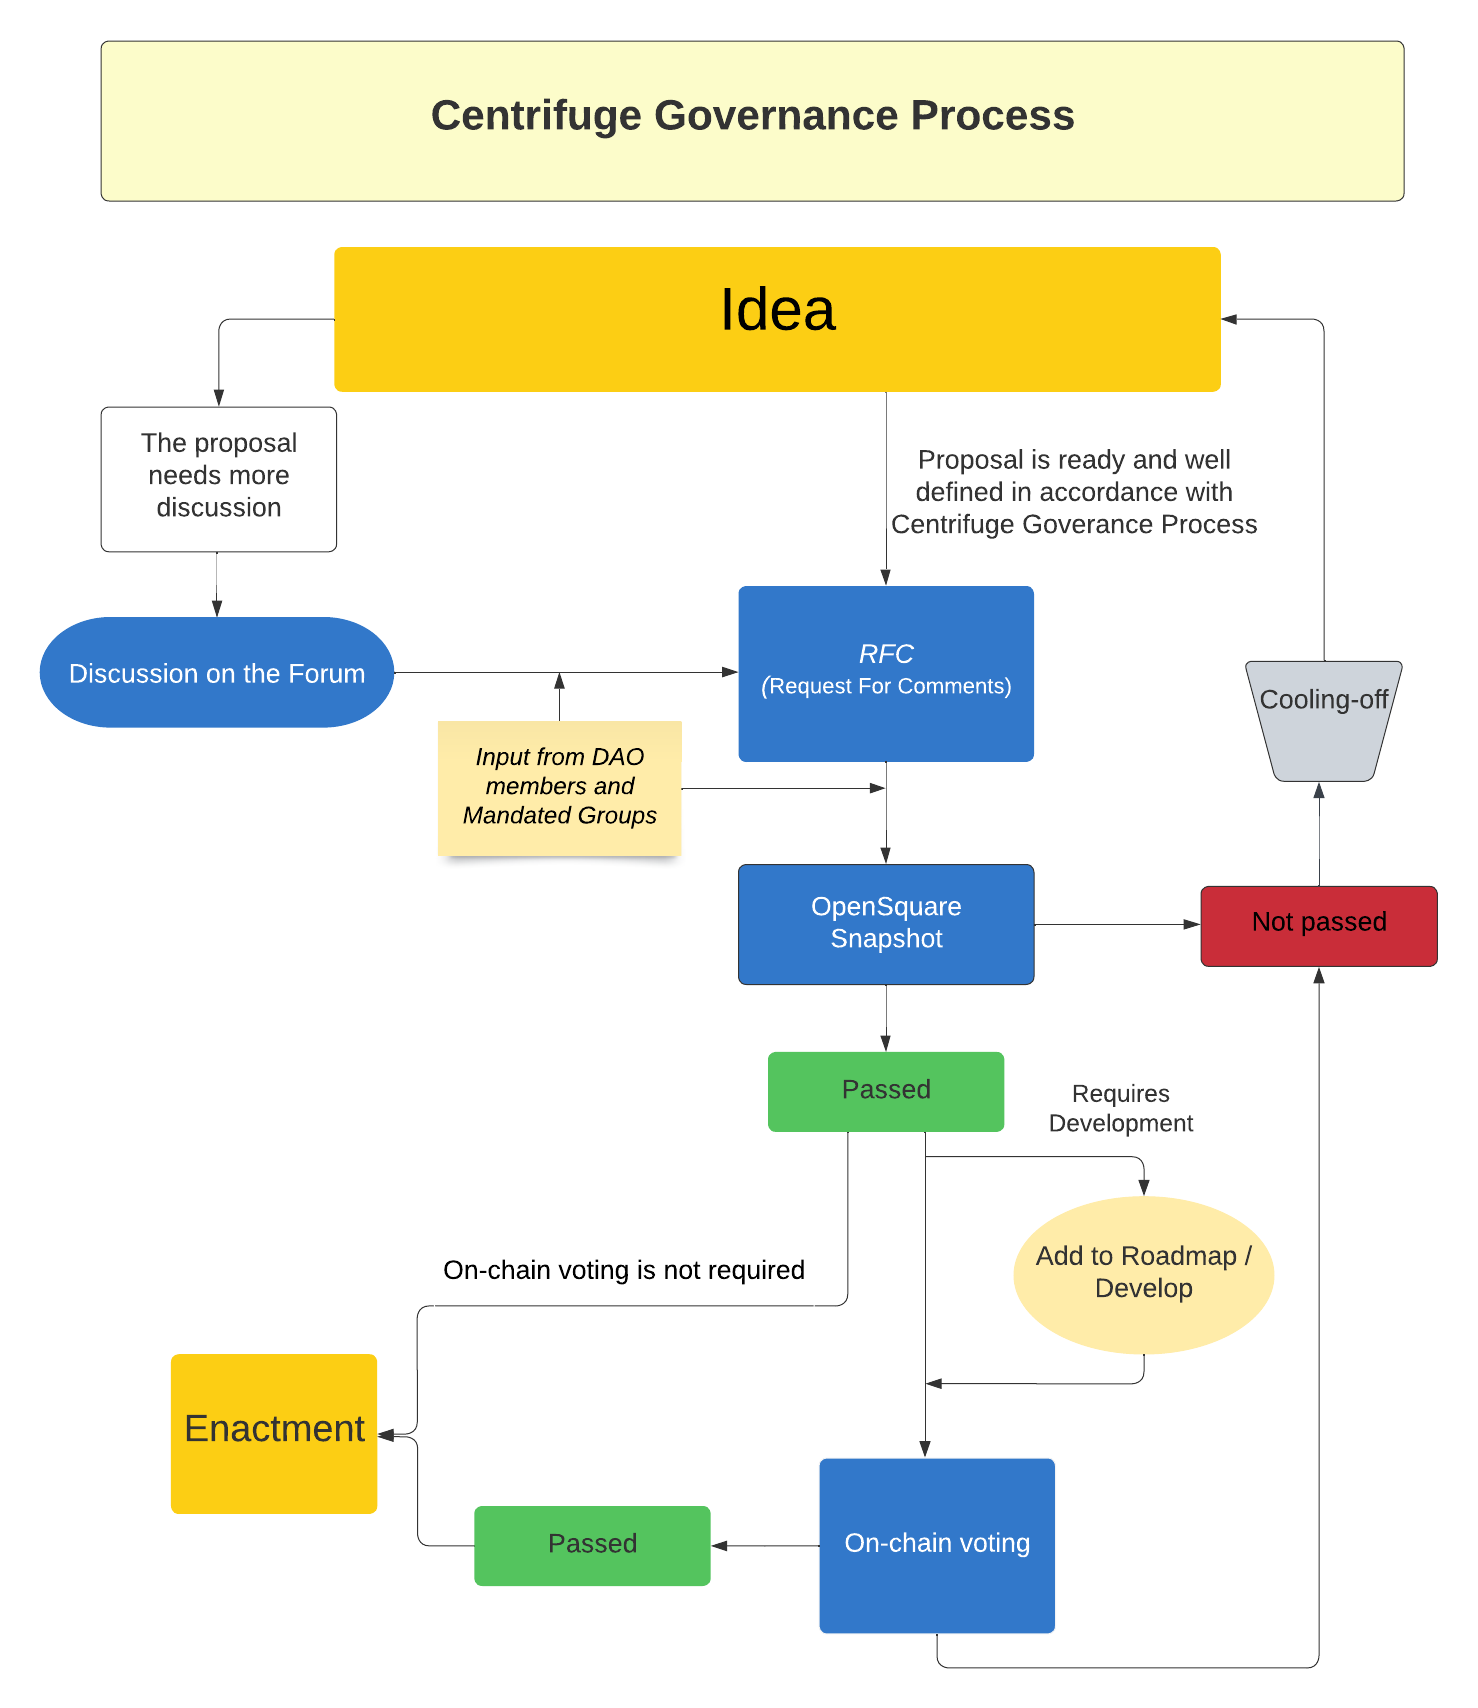 Centrifuge Governance Process
Idea
The proposal
needs more
discussion
Proposal is ready and well
defined in accordance with
Centrifuge Goverance Process
Discussion on the Forum
RFC
(Request For Comments)
Cooling-off
Input from DAO
members and
Mandated Groups
OpenSquare
Snapshot
Not passed
Passed
Requires
Development
Add to Roadmap /
Develop
On-chain voting is not required
Enactment
Passed
On-chain voting